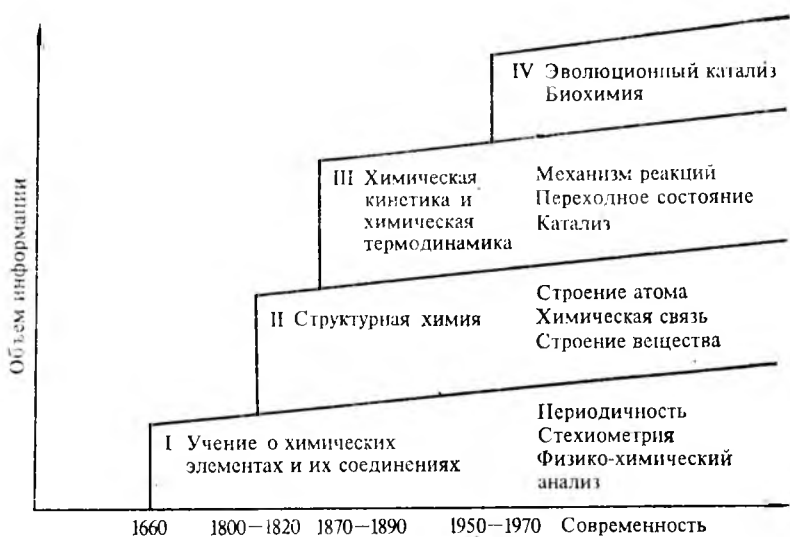 Объем информации
IV Эволюционный катализ
Биохимия
III Химическая
кинетика и
химическая
термодинамика
Механизм реакций
Переходное состояние
Катализ
II Структурная химия
Строение атома
Химическая связь
Строение вещества
I Учение о химических
элементах и их соединениях
Периодичность
Стехиометрия
Физико-химический
анализ
1660 1800—1820 1870—1890 1950—1970 Современность